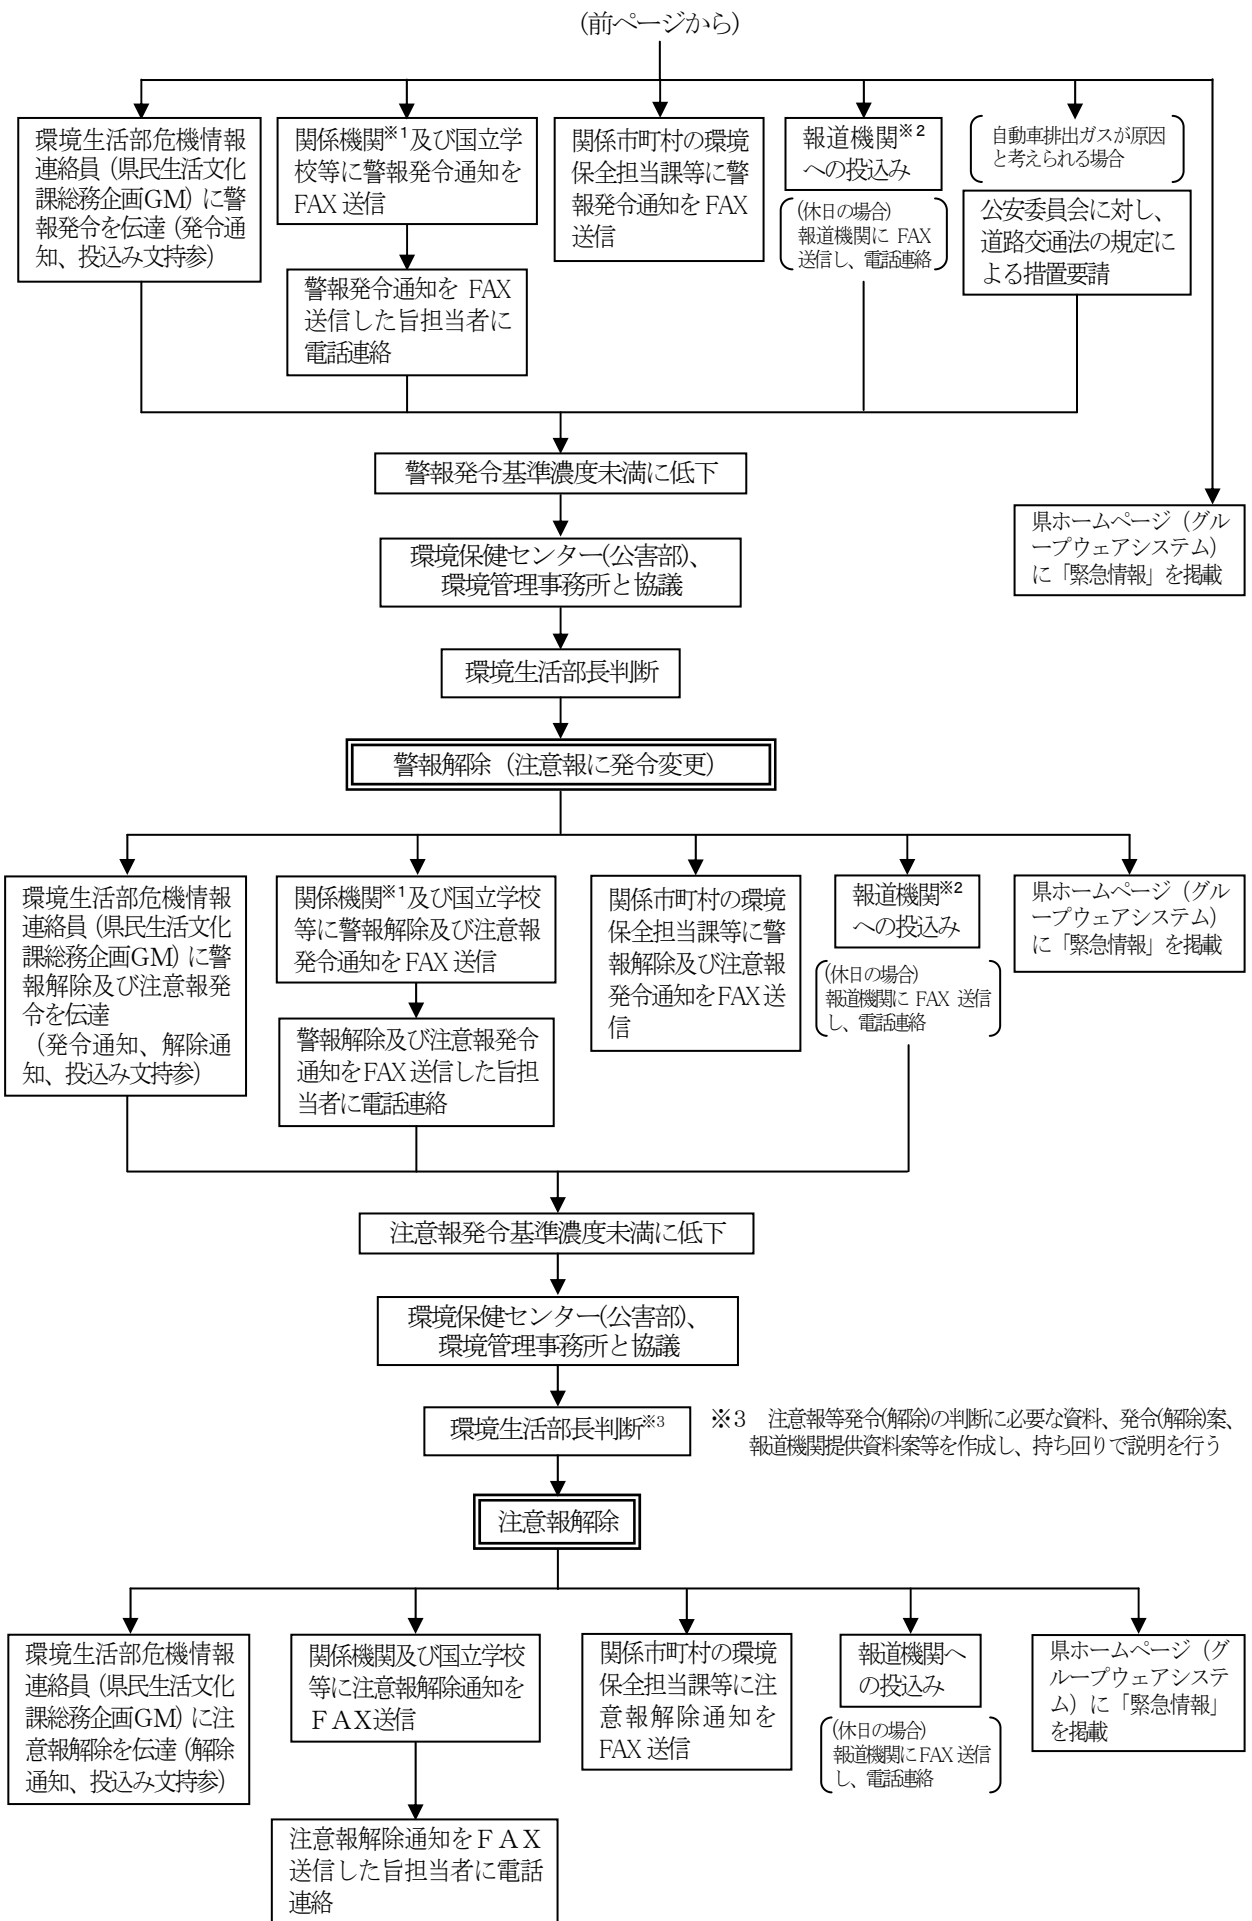 (前ページから)
環境生活部危機情報
連絡員（県民生活文化
課総務企画GM）に警
報発令を伝達（発令通
知、投込み文持参）
関係機関※1及び国立学
校等に警報発令通知を
FAX 送信
警報発令通知を FAX
送信した旨担当者に
電話連絡
関係市町村の環境
保全担当課等に警
報発令通知を FAX
送信
報道機関※2
への投込み
(休日の場合)
報道機関に FAX
送信し、電話連絡
自動車排出ガスが原因
と考えられる場合
公安委員会に対し、
道路交通法の規定に
よる措置要請
県ホームページ（グル
ープウェアシステム）
に「緊急情報」を掲載
警報発令基準濃度未満に低下
環境保健センター(公害部)、
環境管理事務所と協議
環境生活部長判断
警報解除（注意報に発令変更）
環境生活部危機情報
連絡員（県民生活文化
課総務企画GM）に警
報解除及び注意報発
令を伝達
（発令通知、解除通
知、投込み文持参）
関係機関※1及び国立学校
等に警報解除及び注意報
発令通知を FAX 送信
警報解除及び注意報発令
通知を FAX 送信した旨担
当者に電話連絡
関係市町村の環境
保全担当課等に警
報解除及び注意報
発令通知を FAX 送
信
報道機関※2
への投込み
(休日の場合)
報道機関に FAX 送信
し、電話連絡
県ホームページ（グル
ープウェアシステム）
に「緊急情報」を掲載
注意報発令基準濃度未満に低下
環境保健センター(公害部)、
環境管理事務所と協議
環境生活部長判断※3
※3　注意報等発令(解除)の判断に必要な資料、発令(解除)案、
報道機関提供資料案等を作成し、持ち回りで説明を行う
注意報解除
環境生活部危機情報
連絡員（県民生活文化
課総務企画GM）に注
意報解除を伝達（解除
通知、投込み文持参）
関係機関及び国立学校
等に注意報解除通知を
ＦＡＸ送信
注意報解除通知をＦＡＸ
送信した旨担当者に電話
連絡
関係市町村の環境
保全担当課等に注
意報解除通知を
FAX 送信
報道機関へ
の投込み
(休日の場合)
報道機関に FAX 送信
し、電話連絡
県ホームページ（グ
ループウェアシステ
ム）に「緊急情報」
を掲載